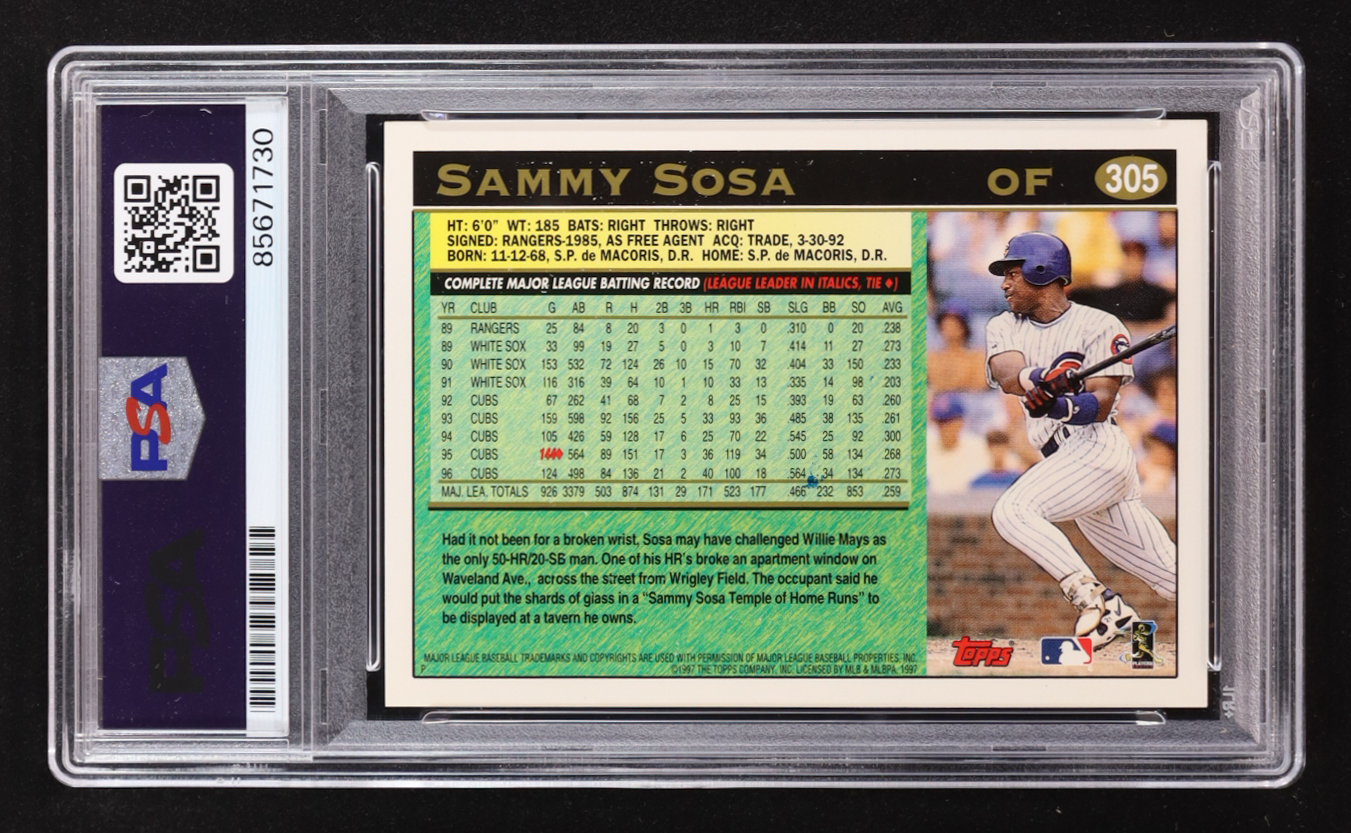 85671730
PSA
PSA
SAMMY SOSA OF 305
HT: 6'0" WT: 185 BATS: RIGHT THROWS: RIGHT
SIGNED: RANGERS-1985, AS FREE AGENT ACQ: TRADE, 3-30-92
BORN: 11-12-68, S.P. de MACORIS, D.R. HOME: S.P. de MACORIS, D.R.
COMPLETE MAJOR LEAGUE BATTING RECORD (LEAGUE LEADER IN ITALICS, TIE ♦)
YR CLUB G AB R H 2B 3B HR RBI SB SLG BB SO AVG
89 RANGERS 25 84 8 20 3 0 1 3 0 .310 0 20 .238
89 WHITE SOX 33 99 19 27 5 0 3 10 7 .414 11 27 .273
90 WHITE SOX 153 532 72 124 26 10 15 70 32 .404 33 150 .233
91 WHITE SOX 116 316 39 64 10 1 10 33 13 .335 14 98 .203
92 CUBS 67 262 41 68 7 2 8 25 15 .393 19 63 .260
93 CUBS 159 598 92 156 25 5 33 93 36 .485 38 135 .261
94 CUBS 105 426 59 128 17 6 25 70 22 .545 25 92 .300
95 CUBS 144♦ 564 89 151 17 3 36 119 34 .500 58 134 .268
96 CUBS 124 498 84 136 21 2 40 100 18 .564 34 134 .273
MAJ. LEA. TOTALS 926 3379 503 874 131 29 171 523 177 .466 232 853 .259
Had it not been for a broken wrist, Sosa may have challenged Willie Mays as
the only 50-HR/20-SB man. One of his HR's broke an apartment window on
Waveland Ave., across the street from Wrigley Field. The occupant said he
would put the shards of glass in a "Sammy Sosa Temple of Home Runs" to
be displayed at a tavern he owns.
MAJOR LEAGUE BASEBALL TRADEMARKS AND COPYRIGHTS ARE USED WITH PERMISSION OF MAJOR LEAGUE BASEBALL PROPERTIES, INC.
P ©1997 THE TOPPS COMPANY, INC. LICENSED BY MLB & MLBPA, 1997
Topps
PLAYERS